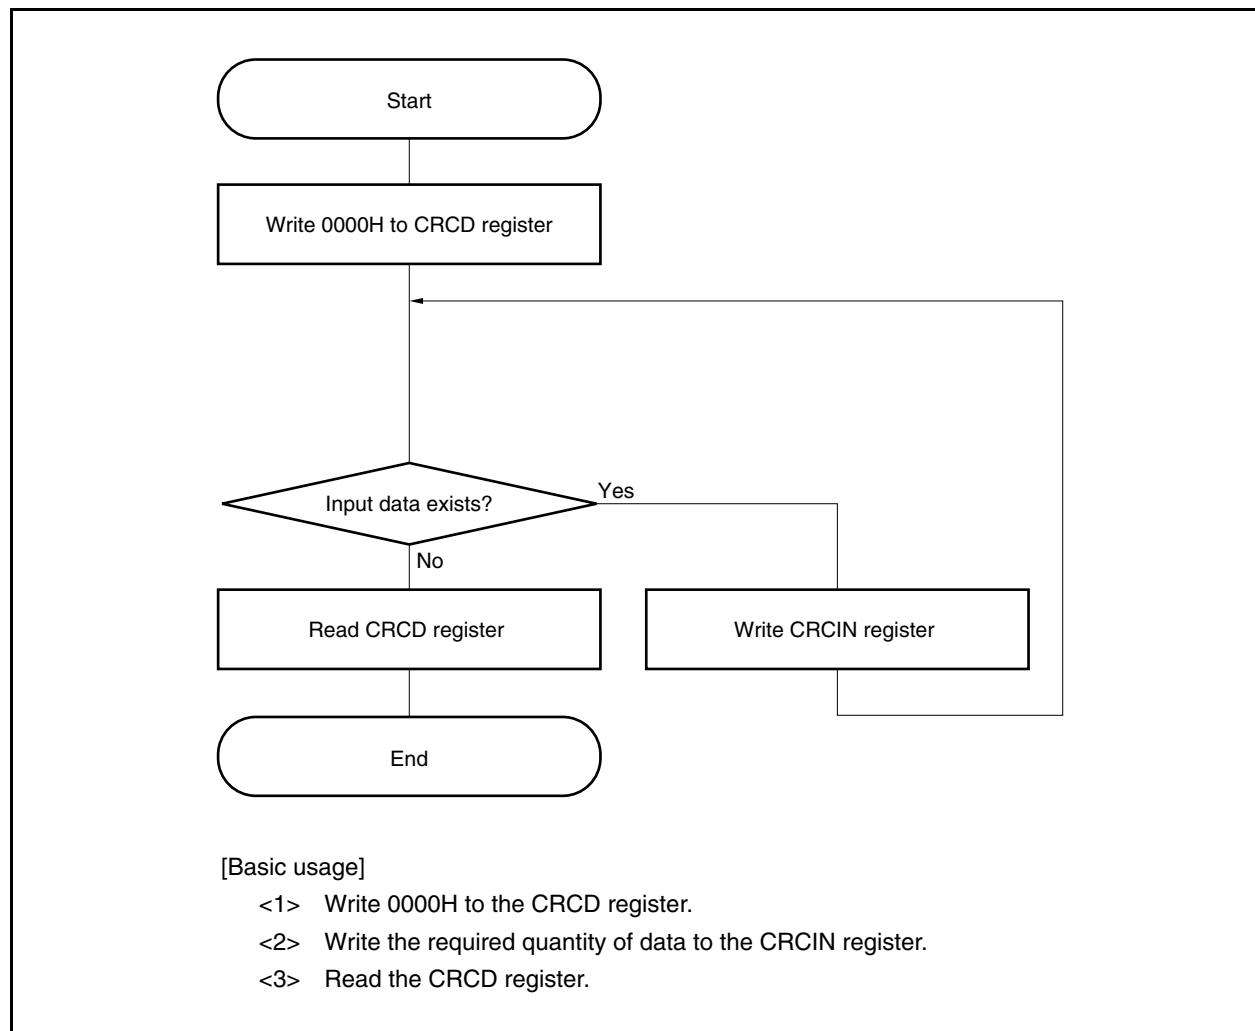 Start
Write 0000H to CRCD register
Input data exists?
Yes
No
Read CRCD register
Write CRCIN register
End
[Basic usage]
<1> Write 0000H to the CRCD register.
<2> Write the required quantity of data to the CRCIN register.
<3> Read the CRCD register.